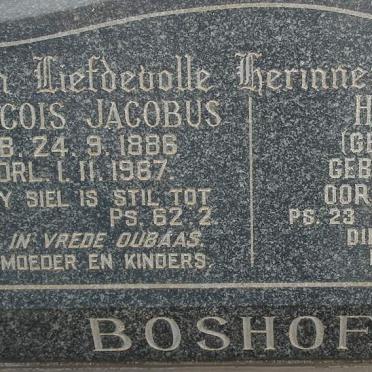 n Liefdevolle Herinne
COIS JACOBUS H
B. 24. 9. 1886 (GE
ORL. 1. 11. 1967. GEB
Y SIEL IS STIL TOT OOR
PS. 62. 2 PS. 23
IN VREDE OUBAAS. DI
MOEDER EN KINDERS
BOSHOF